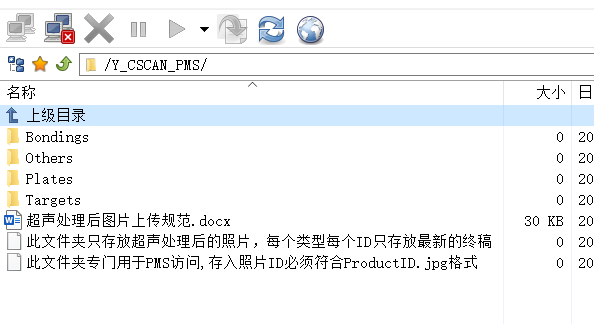 /Y_CSCAN_PMS/
名称 大小 日
上级目录
Bondings 0 20
Others 0 20
Plates 0 20
Targets 0 20
超声处理后图片上传规范.docx 30 KB 20
此文件夹只存放超声处理后的照片，每个类型每个ID只存放最新的终稿 0 20
此文件夹专门用于PMS访问,存入照片ID必须符合ProductID.jpg格式 0 20